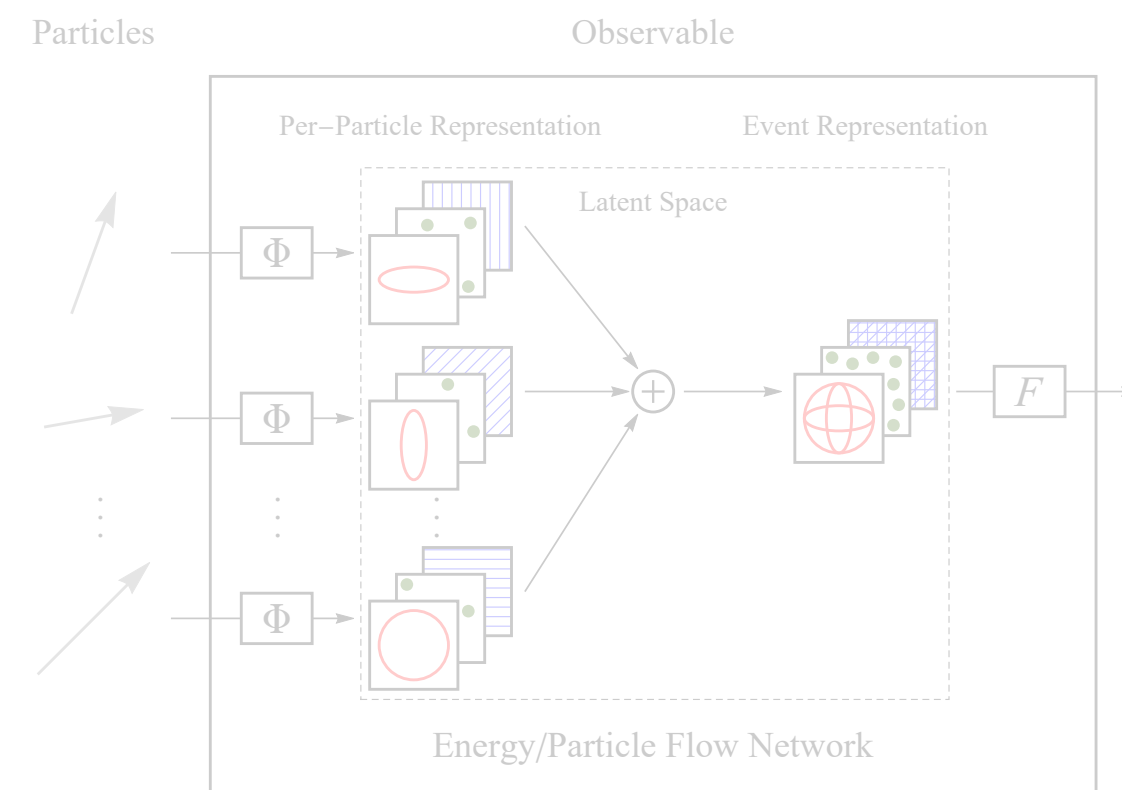 Particles
Observable
Per−Particle Representation
Event Representation
Latent Space
Φ
Φ
F
Φ
Energy/Particle Flow Network